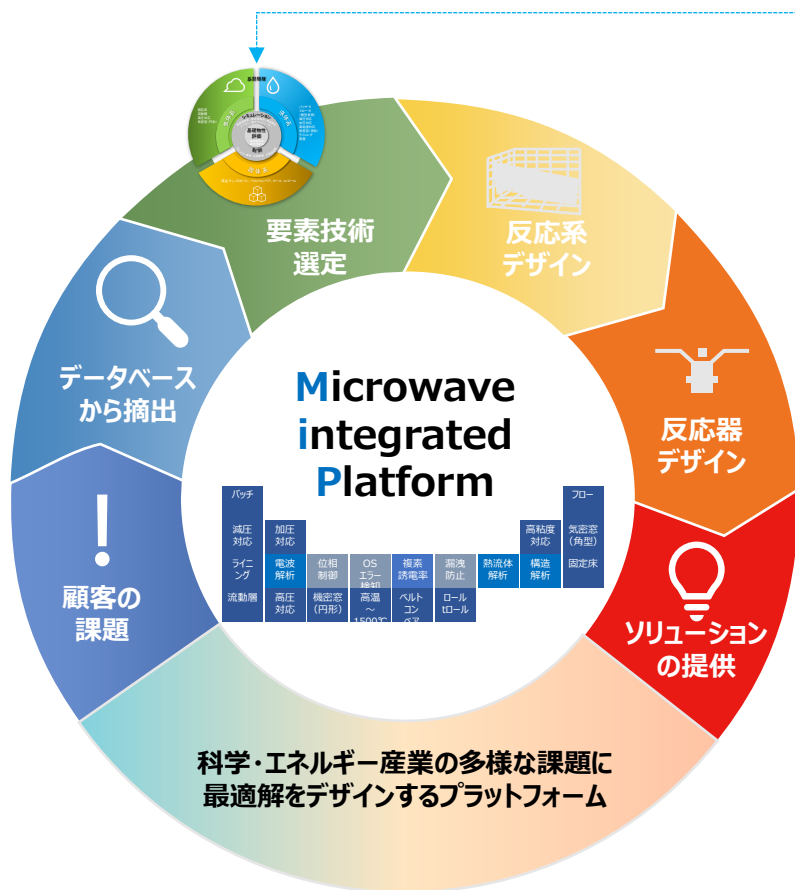 基礎物性
評価
要素技術
選定
反応系
デザイン
データベース
から摘出
反応器
デザイン
!
顧客の
課題
ソリューション
の提供
Microwave
integrated
Platform
バッチ
フロー
減圧
対応
加圧
対応
高粘度
対応
気密窓
(角型)
ライニ
ング
電波
解析
位相
制御
OS
エラー
検知
複素
誘電率
漏洩
防止
熱流体
解析
構造
解析
固定床
流動層
高圧
対応
機密窓
(円形)
高温
~
1500℃
ベルト
コン
ベア
ロール
tロール
科学・エネルギー産業の多様な課題に
最適解をデザインするプラットフォーム